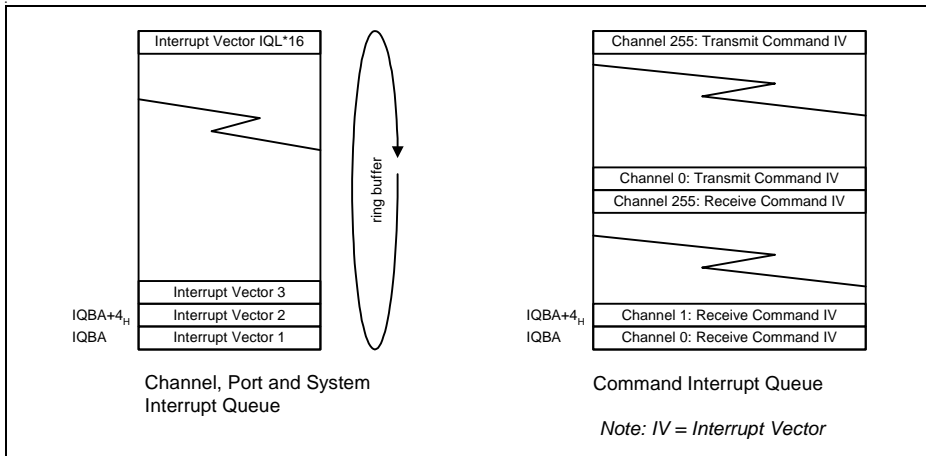 Interrupt Vector IQL*16
Interrupt Vector 3
IQBA+4H
Interrupt Vector 2
IQBA
Interrupt Vector 1
ring buffer
Channel, Port and System
Interrupt Queue
Channel 255: Transmit Command IV
Channel 0: Transmit Command IV
Channel 255: Receive Command IV
IQBA+4H
Channel 1: Receive Command IV
IQBA
Channel 0: Receive Command IV
Command Interrupt Queue
Note: IV = Interrupt Vector